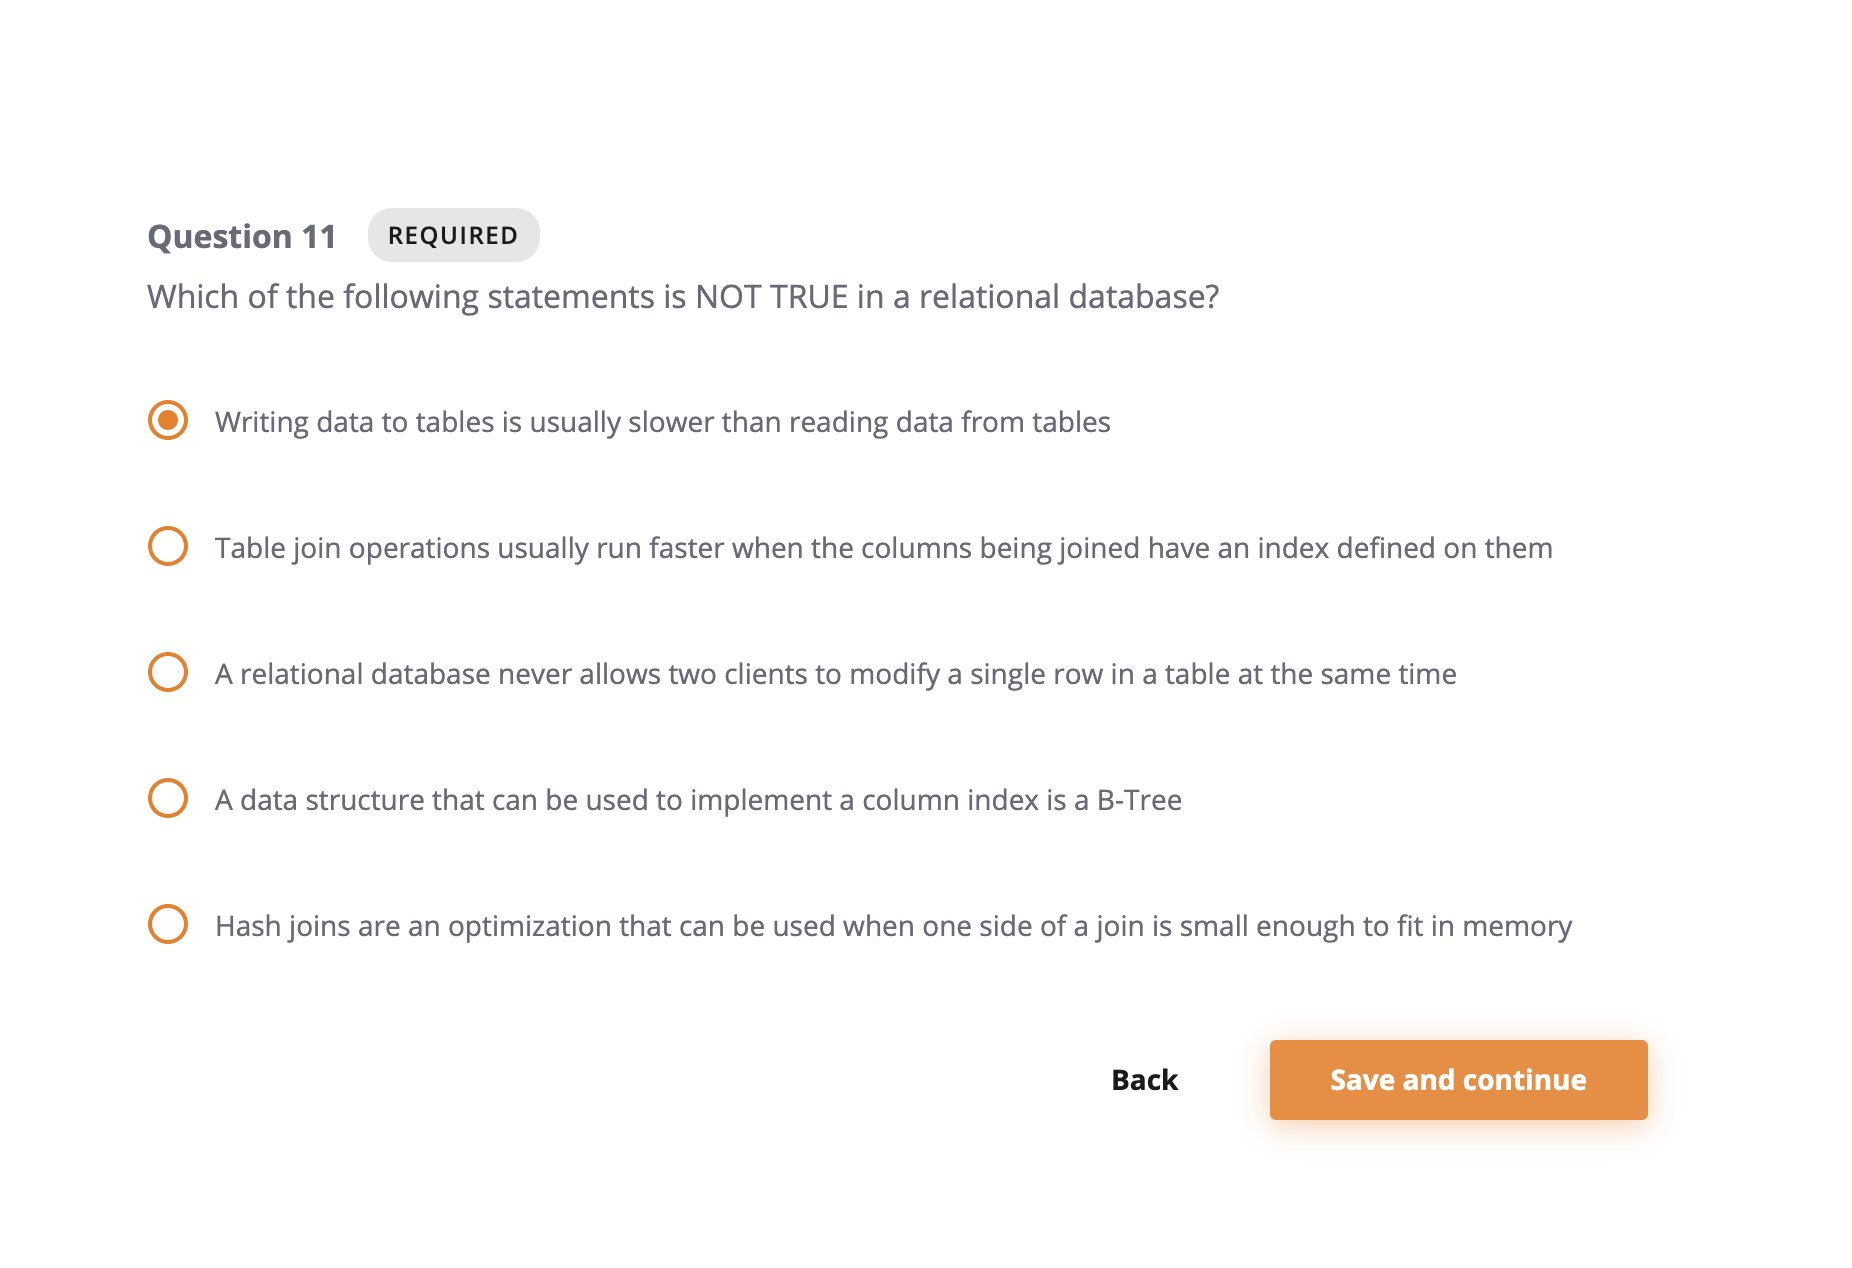 Question 11 REQUIRED
Which of the following statements is NOT TRUE in a relational database?
Writing data to tables is usually slower than reading data from tables
Table join operations usually run faster when the columns being joined have an index defined on them
A relational database never allows two clients to modify a single row in a table at the same time
A data structure that can be used to implement a column index is a B-Tree
Hash joins are an optimization that can be used when one side of a join is small enough to fit in memory
Back Save and continue